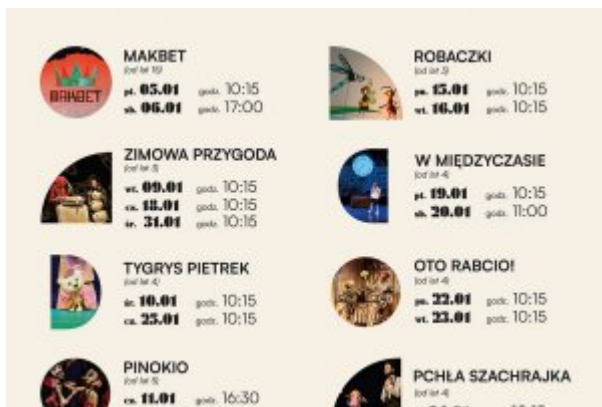 MAKBET
(od lat 15)
pt. 05.01 godz. 10:15
sb. 06.01 godz. 17:00
ZIMOWA PRZYGODA
(od lat 3)
wt. 09.01 godz. 10:15
cz. 18.01 godz. 10:15
śr. 31.01 godz. 10:15
TYGRYS PIETREK
(od lat 4)
śr. 10.01 godz. 10:15
cz. 25.01 godz. 10:15
PINOKIO
cz. 11.01 godz. 16:30
ROBACZKI
(od lat 3)
pn. 15.01 godz. 10:15
wt. 16.01 godz. 10:15
W MIĘDZYCZASIE
(od lat 4)
pt. 19.01 godz. 10:15
sb. 20.01 godz. 11:00
OTO RABCIO!
(od lat 4)
pn. 22.01 godz. 10:15
wt. 23.01 godz. 10:15
PCHŁA SZACHRAJKA
(od lat 4)